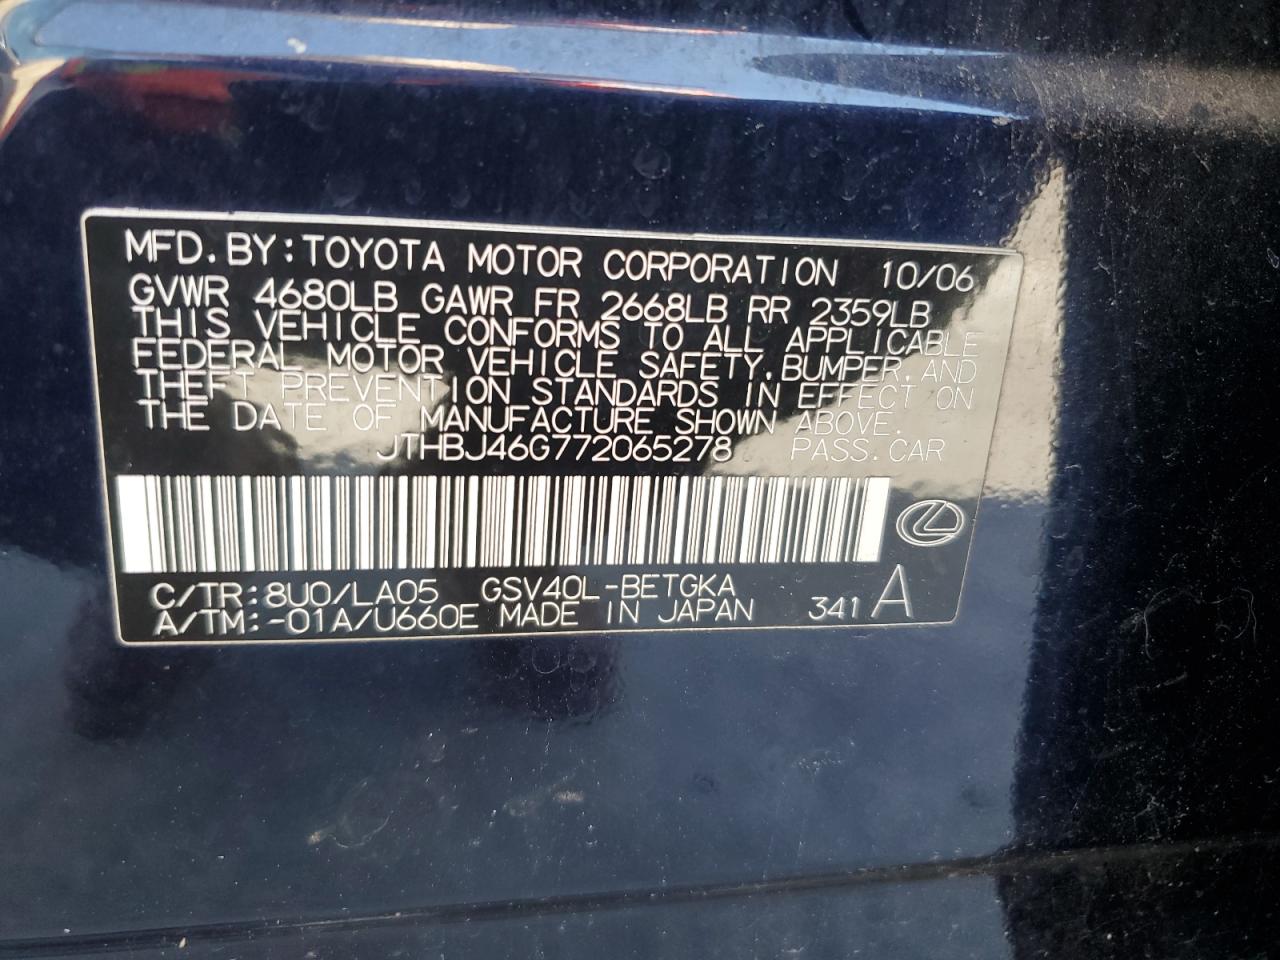 MFD. BY: TOYOTA MOTOR CORPORATION 10/06
GVWR 4680LB GAWR FR 2668LB RR 2359LB
THIS VEHICLE CONFORMS TO ALL APPLICABLE
FEDERAL MOTOR VEHICLE SAFETY, BUMPER, AND
THEFT PREVENTION STANDARDS IN EFFECT ON
THE DATE OF MANUFACTURE SHOWN ABOVE.
JTHBJ46G772065278 PASS. CAR
C/TR: 8U0/LA05 GSV40L-BETGKA
A/TM: -01A/U660E MADE IN JAPAN 341 A